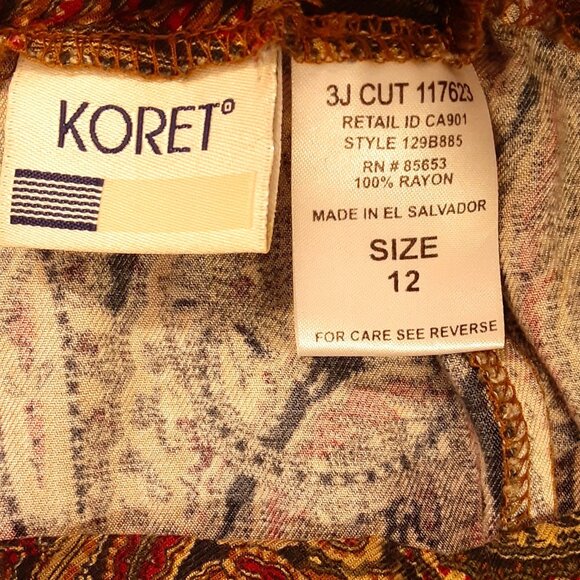 KORET®
3J CUT 117623
RETAIL ID CA901
STYLE 129B885
RN # 85653
100% RAYON
MADE IN EL SALVADOR
SIZE
12
FOR CARE SEE REVERSE